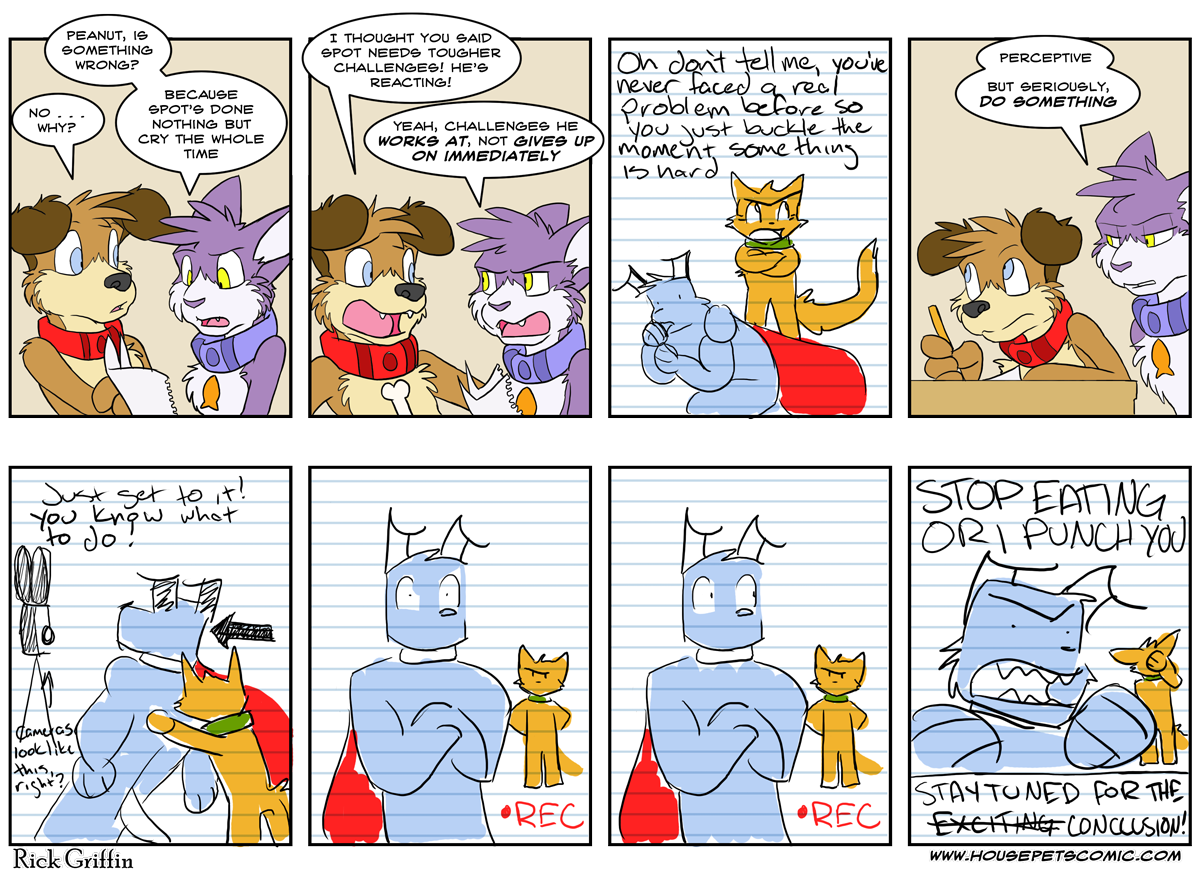 PEANUT, IS
SOMETHING
WRONG?
NO . . .
WHY?
BECAUSE
SPOT'S DONE
NOTHING BUT
CRY THE WHOLE
TIME
I THOUGHT YOU SAID
SPOT NEEDS TOUGHER
CHALLENGES! HE'S
REACTING!
YEAH, CHALLENGES HE
WORKS AT, NOT GIVES UP
ON IMMEDIATELY
Oh don't tell me, you've
never faced a real
problem before so
you just buckle the
moment something
is hard
PERCEPTIVE
BUT SERIOUSLY,
DO SOMETHING
Just get to it!
you know what
to do!
Cameras
look like
this,
right?
•REC
•REC
STOP EATING
OR I PUNCH YOU
STAY TUNED FOR THE
EXCITING CONCLUSION!
Rick Griffin
WWW.HOUSEPETSCOMIC.COM